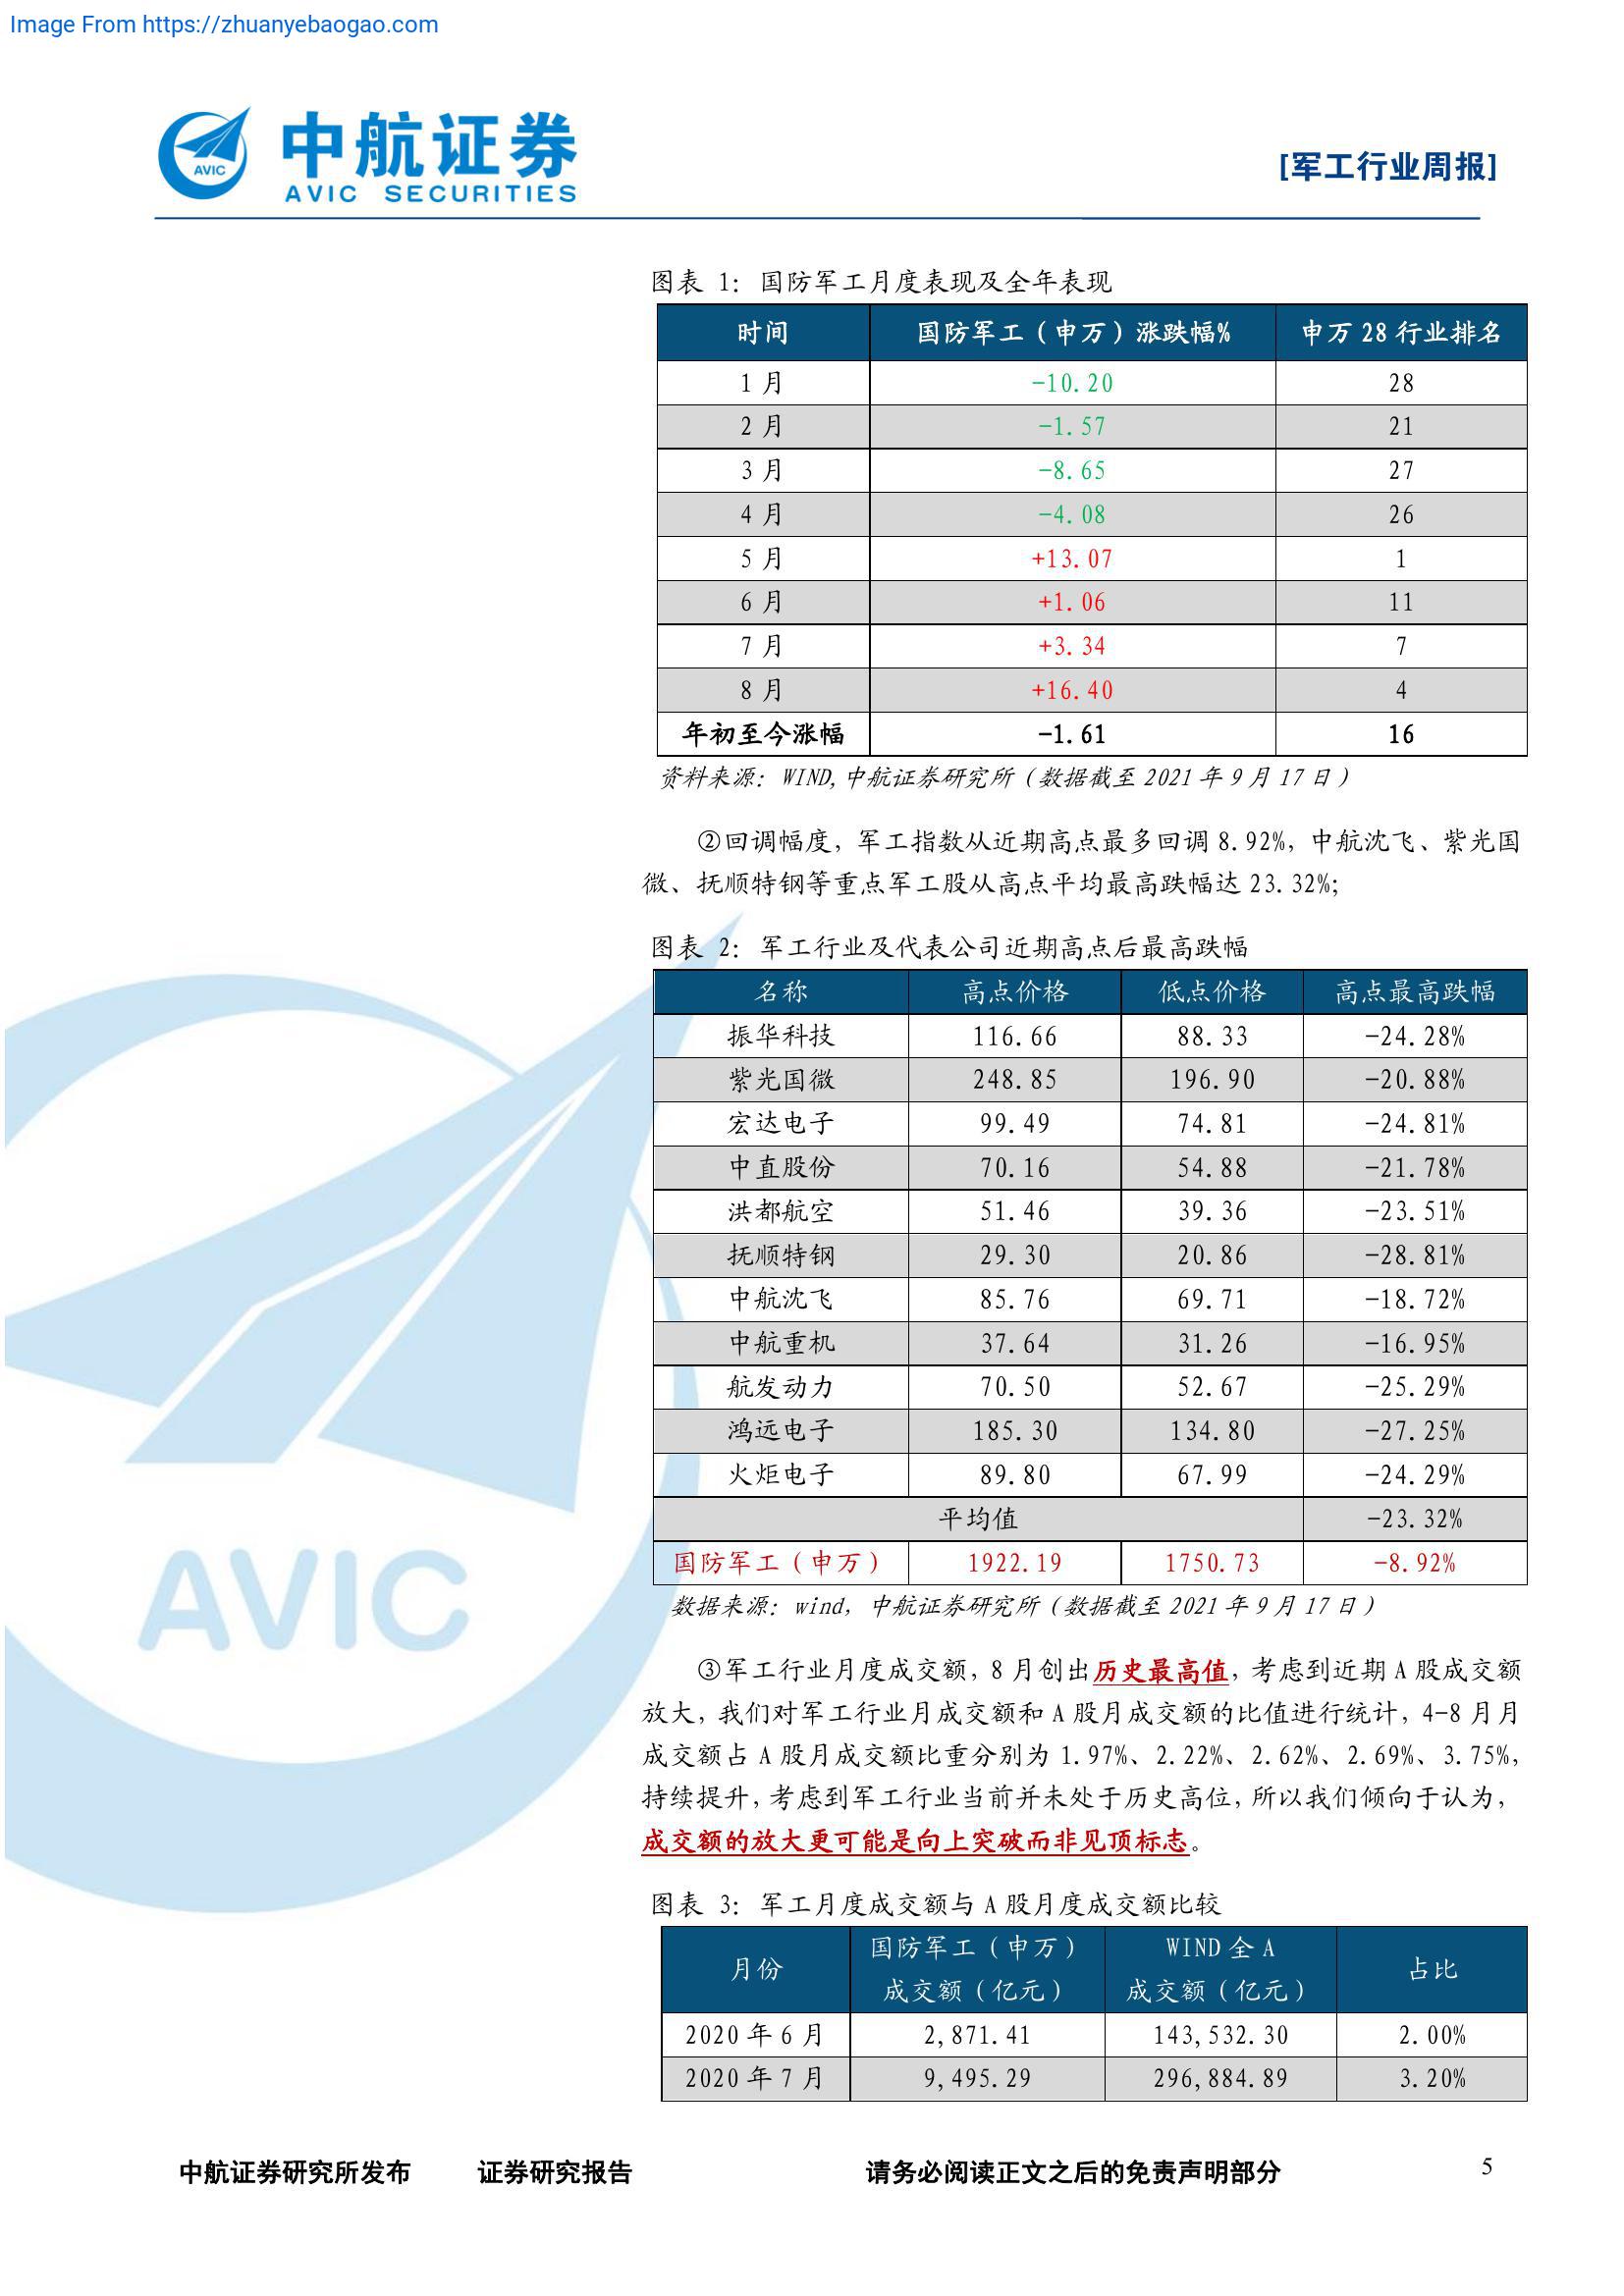 Image From https://zhuanyebaogao.com
中航证券
AVIC
AVIC SECURITIES
[军工行业周报]
图表 1：国防军工月度表现及全年表现
时间 国防军工（申万）涨跌幅% 申万 28 行业排名
1 月 -10.20 28
2 月 -1.57 21
3 月 -8.65 27
4 月 -4.08 26
5 月 +13.07 1
6 月 +1.06 11
7 月 +3.34 7
8 月 +16.40 4
年初至今涨幅 -1.61 16
资料来源：WIND,中航证券研究所（数据截至 2021 年 9 月 17 日）
②回调幅度，军工指数从近期高点最多回调 8.92%，中航沈飞、紫光国
微、抚顺特钢等重点军工股从高点平均最高跌幅达 23.32%;
图表 2：军工行业及代表公司近期高点后最高跌幅
名称 高点价格 低点价格 高点最高跌幅
振华科技 116.66 88.33 -24.28%
紫光国微 248.85 196.90 -20.88%
宏达电子 99.49 74.81 -24.81%
中直股份 70.16 54.88 -21.78%
洪都航空 51.46 39.36 -23.51%
抚顺特钢 29.30 20.86 -28.81%
中航沈飞 85.76 69.71 -18.72%
中航重机 37.64 31.26 -16.95%
航发动力 70.50 52.67 -25.29%
鸿远电子 185.30 134.80 -27.25%
火炬电子 89.80 67.99 -24.29%
平均值 -23.32%
国防军工（申万） 1922.19 1750.73 -8.92%
数据来源：wind，中航证券研究所（数据截至 2021 年 9 月 17 日）
AVIC
③军工行业月度成交额，8 月创出历史最高值，考虑到近期 A 股成交额
放大，我们对军工行业月成交额和 A 股月成交额的比值进行统计，4-8 月月
成交额占 A 股月成交额比重分别为 1.97%、2.22%、2.62%、2.69%、3.75%，
持续提升，考虑到军工行业当前并未处于历史高位，所以我们倾向于认为，
成交额的放大更可能是向上突破而非见顶标志。
图表 3：军工月度成交额与 A 股月度成交额比较
月份 国防军工（申万） WIND 全 A 占比
成交额（亿元） 成交额（亿元）
2020 年 6 月 2,871.41 143,532.30 2.00%
2020 年 7 月 9,495.29 296,884.89 3.20%
中航证券研究所发布 证券研究报告 请务必阅读正文之后的免责声明部分 5